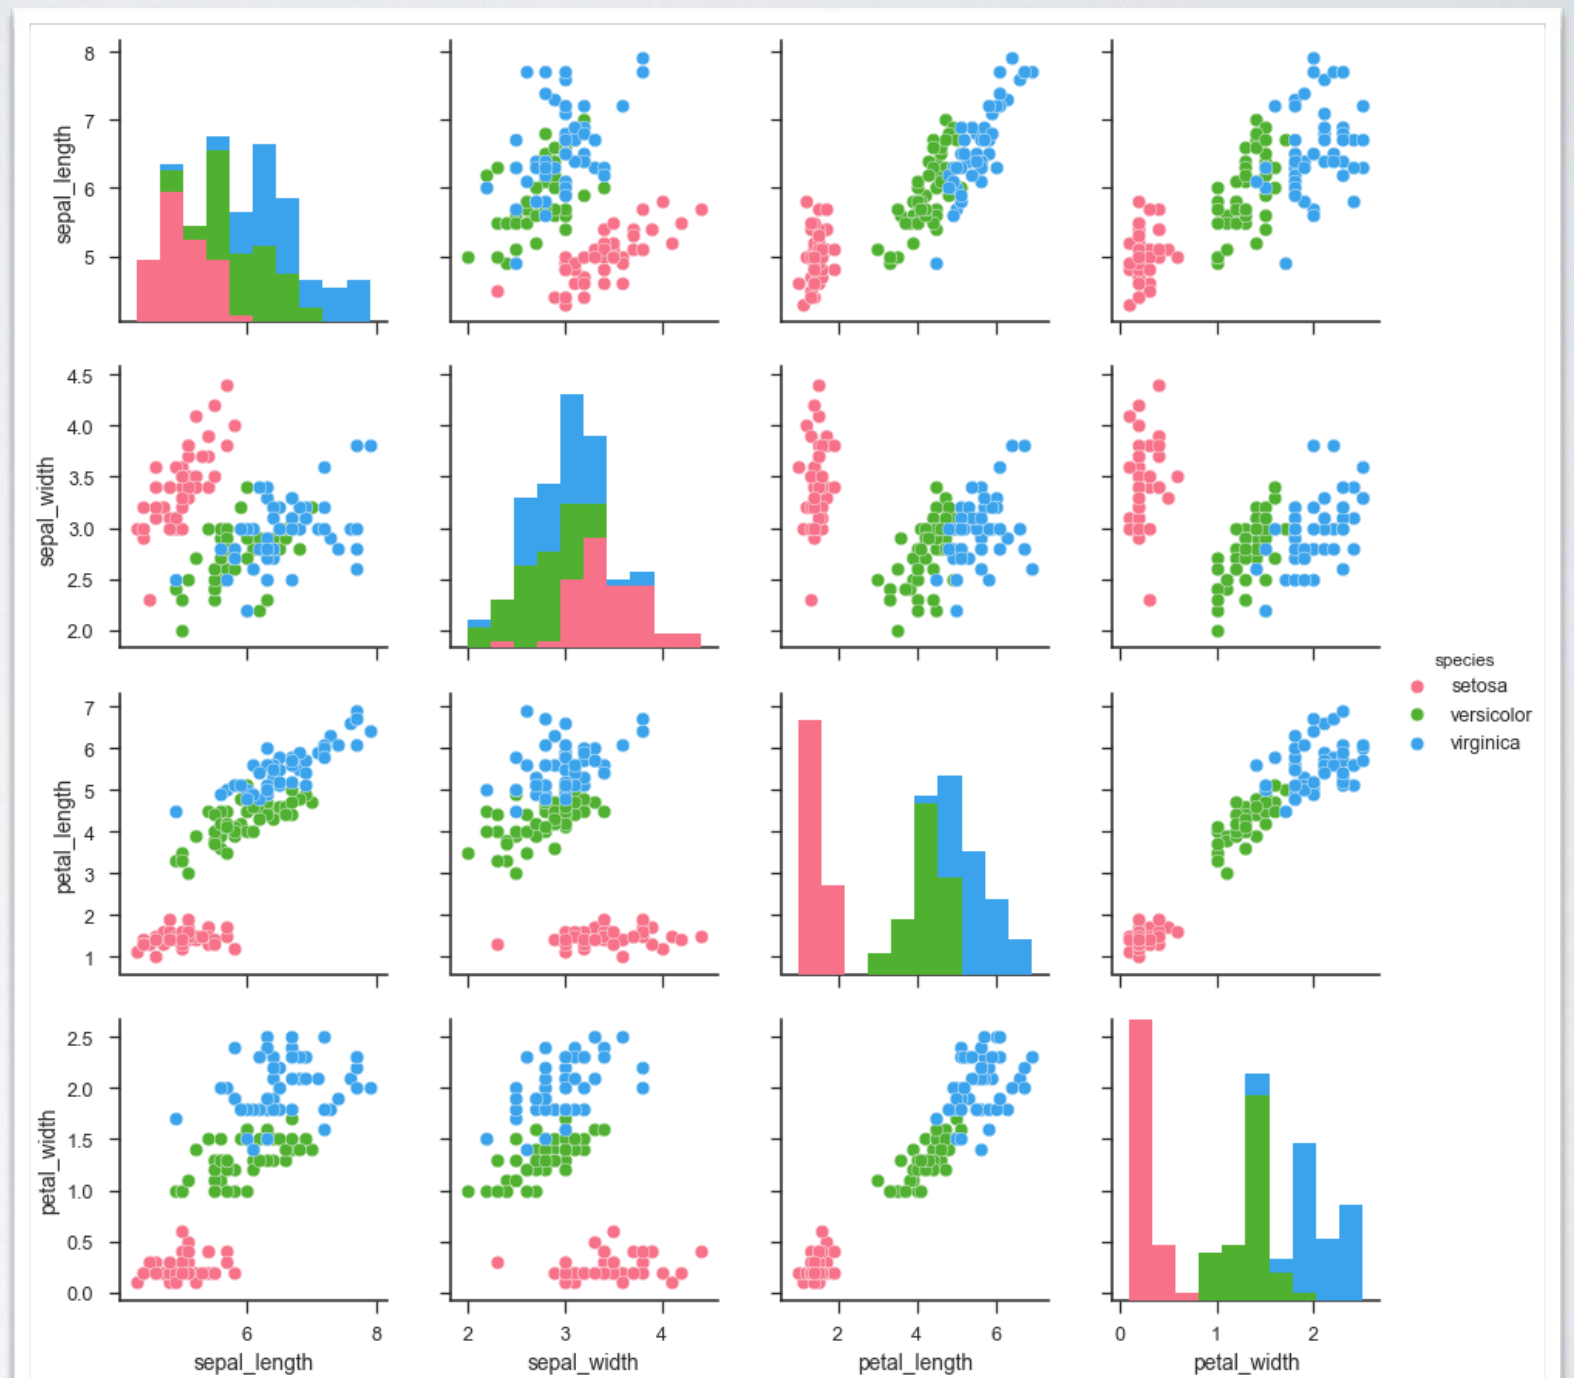 8
7
6
5
sepal_length
4.5
4.0
3.5
3.0
2.5
2.0
sepal_width
species
setosa
versicolor
virginica
7
6
5
4
3
2
1
petal_length
2.5
2.0
1.5
1.0
0.5
0.0
petal_width
6 8
2 3 4
2 4 6
0 1 2
sepal_length
sepal_width
petal_length
petal_width